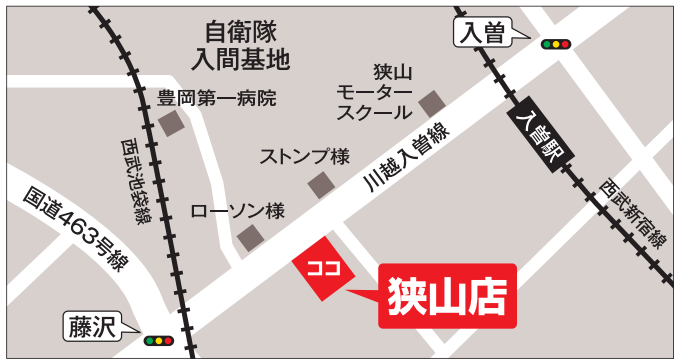 自衛隊
入間基地
入曽
豊岡第一病院
狭山
モーター
スクール
川越入曽線
入曽駅
西武池袋線
ストンプ様
西武新宿線
国道463号線
ローソン様
ココ
狭山店
藤沢